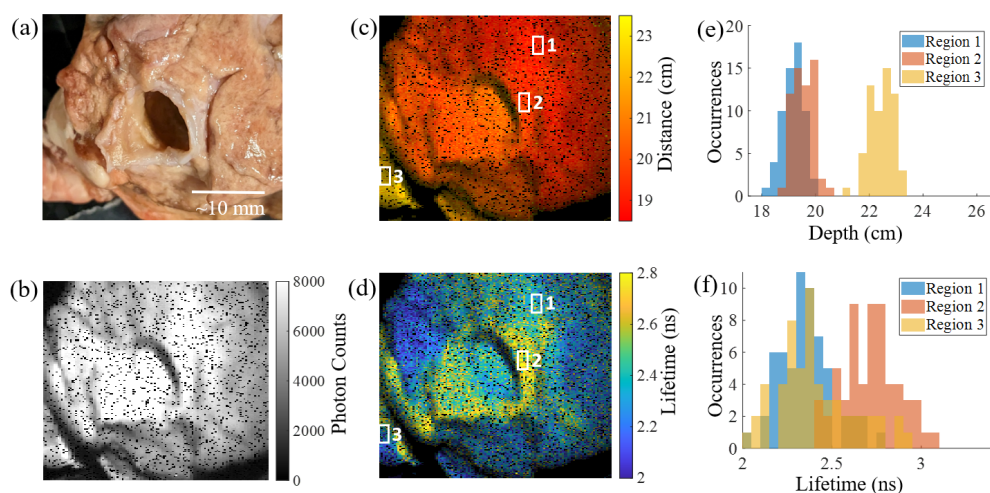 (a)
~10 mm
(b)
8000
6000
4000
2000
0
Photon Counts
(c)
1
2
3
23
22
21
20
19
Distance (cm)
(d)
1
2
3
2.8
2.6
2.4
2.2
2
Lifetime (ns)
(e)
Region 1
Region 2
Region 3
20
15
10
5
0
Occurrences
18 20 22 24 26
Depth (cm)
(f)
Region 1
Region 2
Region 3
10
8
6
4
2
0
Occurrences
2 2.5 3
Lifetime (ns)